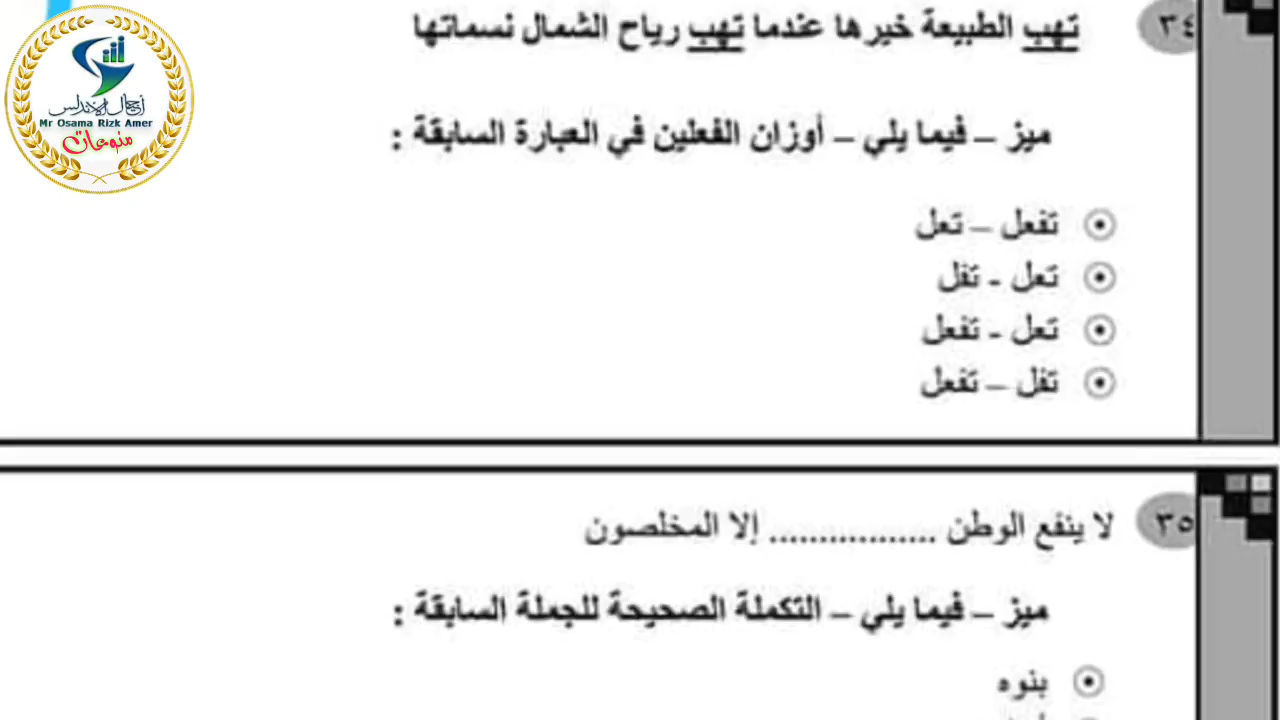 أجيال الأندلس
Mr Osama Rizk Amer
منوعات
٣٤ تهب الطبيعة خيرها عندما تهب رياح الشمال نسماتها
ميز – فيما يلي – أوزان الفعلين في العبارة السابقة :
تفعل – تعل
تعل - تفل
تعل - تفعل
تفل – تفعل
٣٥ لا ينفع الوطن ................. إلا المخلصون
ميز – فيما يلي – التكملة الصحيحة للجملة السابقة :
بنوه